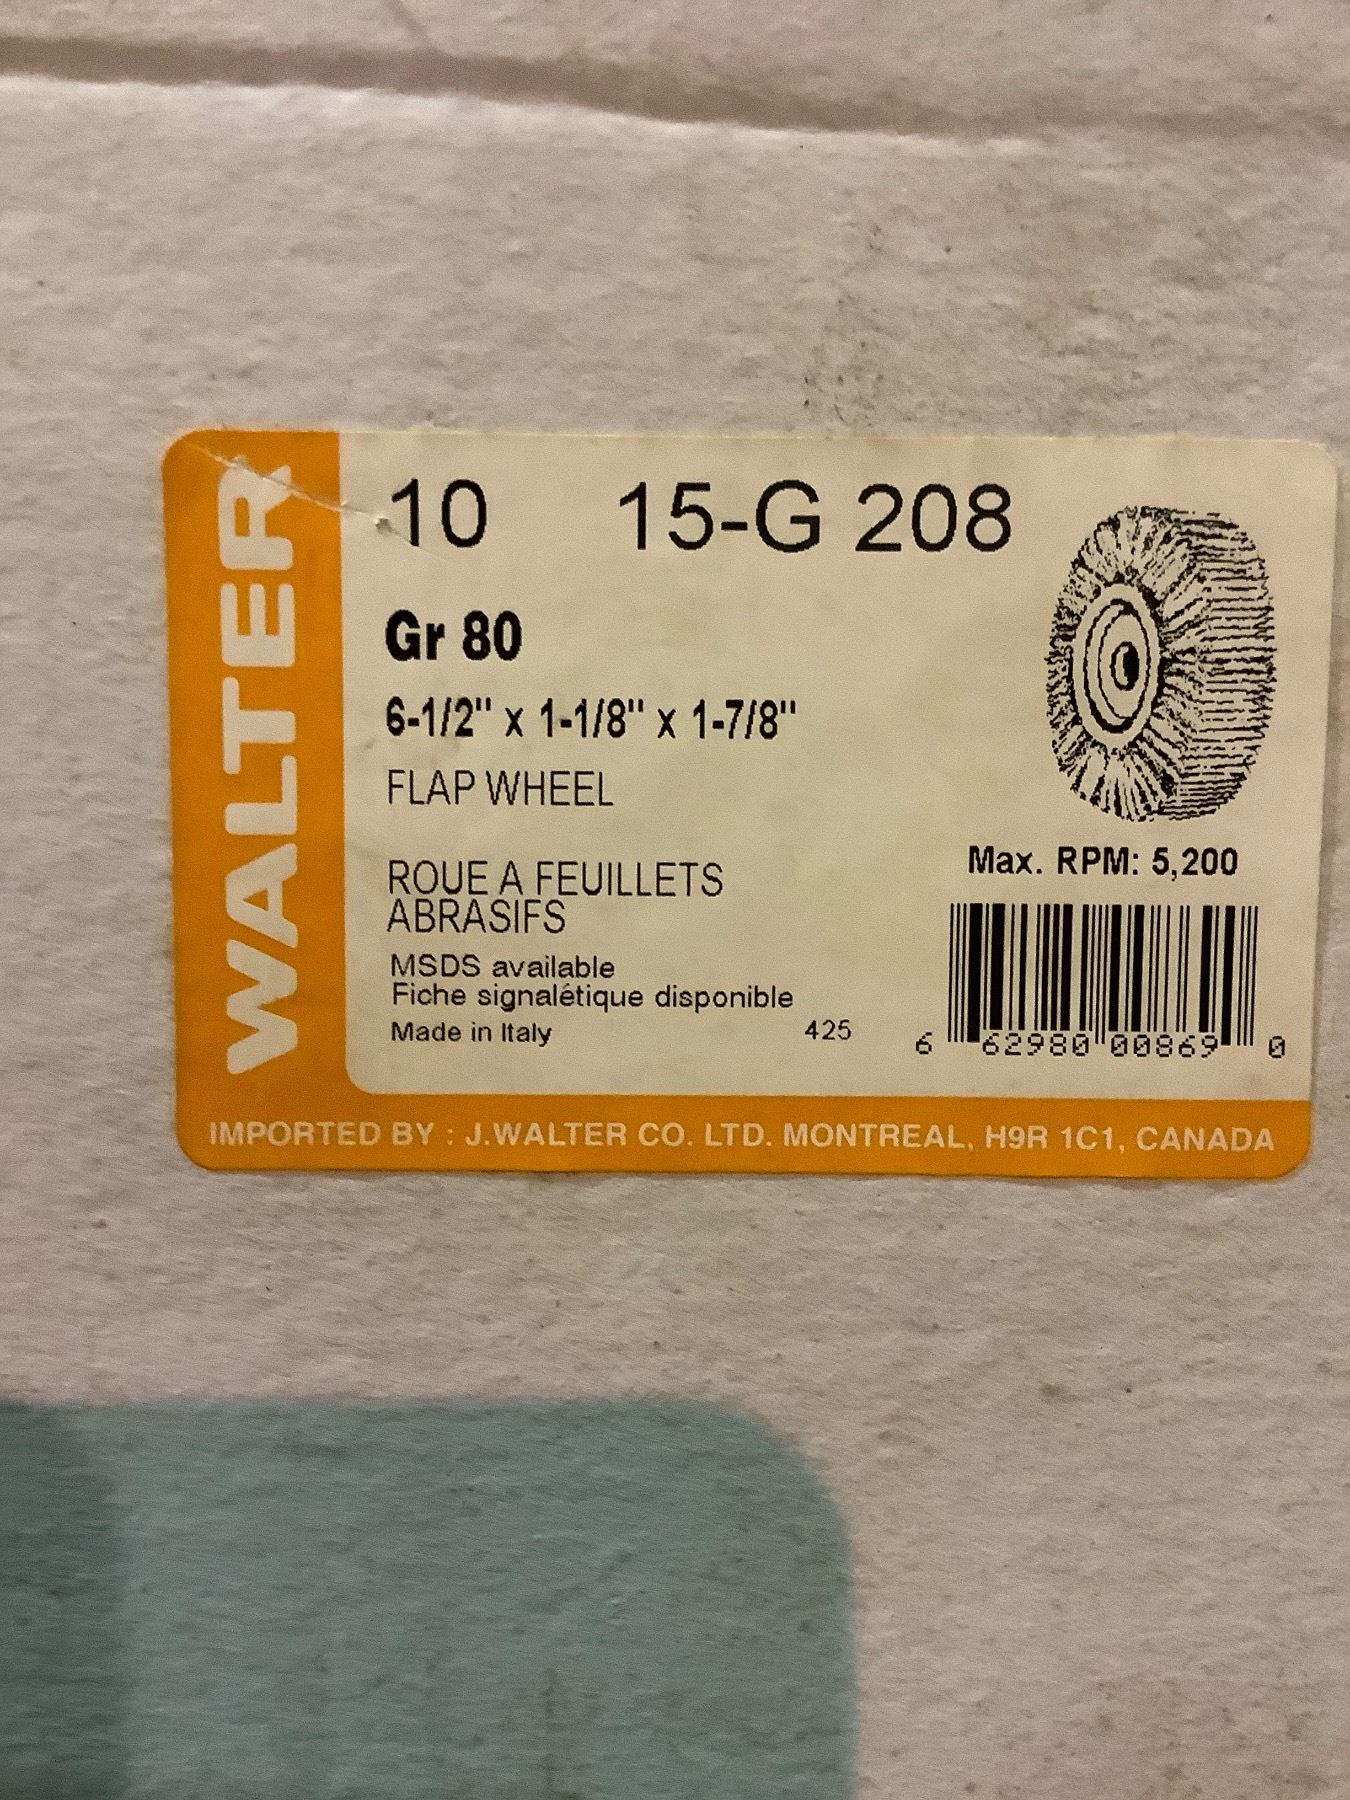 WALTER
10 15-G 208
Gr 80
6-1/2" x 1-1/8" x 1-7/8"
FLAP WHEEL
ROUE A FEUILLETS
ABRASIFS
MSDS available
Fiche signalétique disponible
Made in Italy 425
Max. RPM: 5,200
6 62980 00869 0
IMPORTED BY : J.WALTER CO. LTD. MONTREAL, H9R 1C1, CANADA